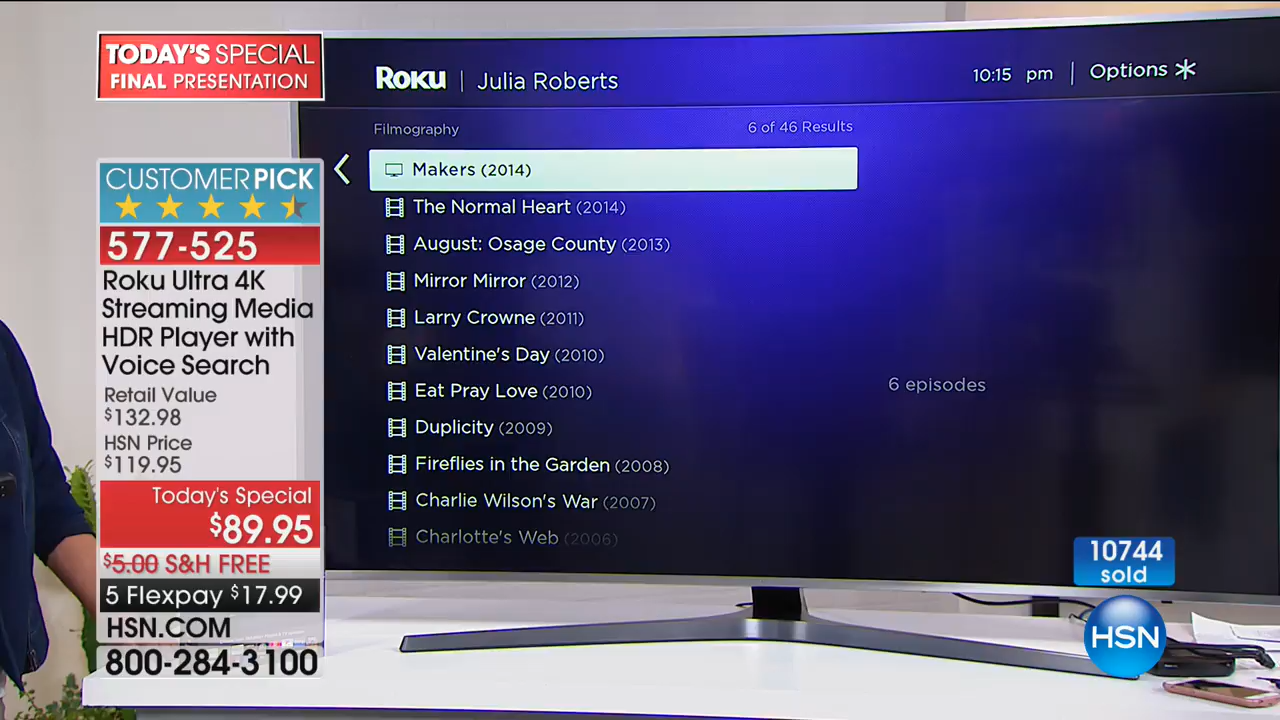 TODAY'S SPECIAL
FINAL PRESENTATION
CUSTOMER PICK
577-525
Roku Ultra 4K
Streaming Media
HDR Player with
Voice Search
Retail Value
$132.98
HSN Price
$119.95
Today's Special
$89.95
$5.00 S&H FREE
5 Flexpay $17.99
HSN.COM
800-284-3100
Roku | Julia Roberts
10:15 pm | Options
Filmography
6 of 46 Results
Makers (2014)
The Normal Heart (2014)
August: Osage County (2013)
Mirror Mirror (2012)
Larry Crowne (2011)
Valentine's Day (2010)
Eat Pray Love (2010)
Duplicity (2009)
Fireflies in the Garden (2008)
Charlie Wilson's War (2007)
Charlotte's Web (2006)
6 episodes
10744
sold
HSN